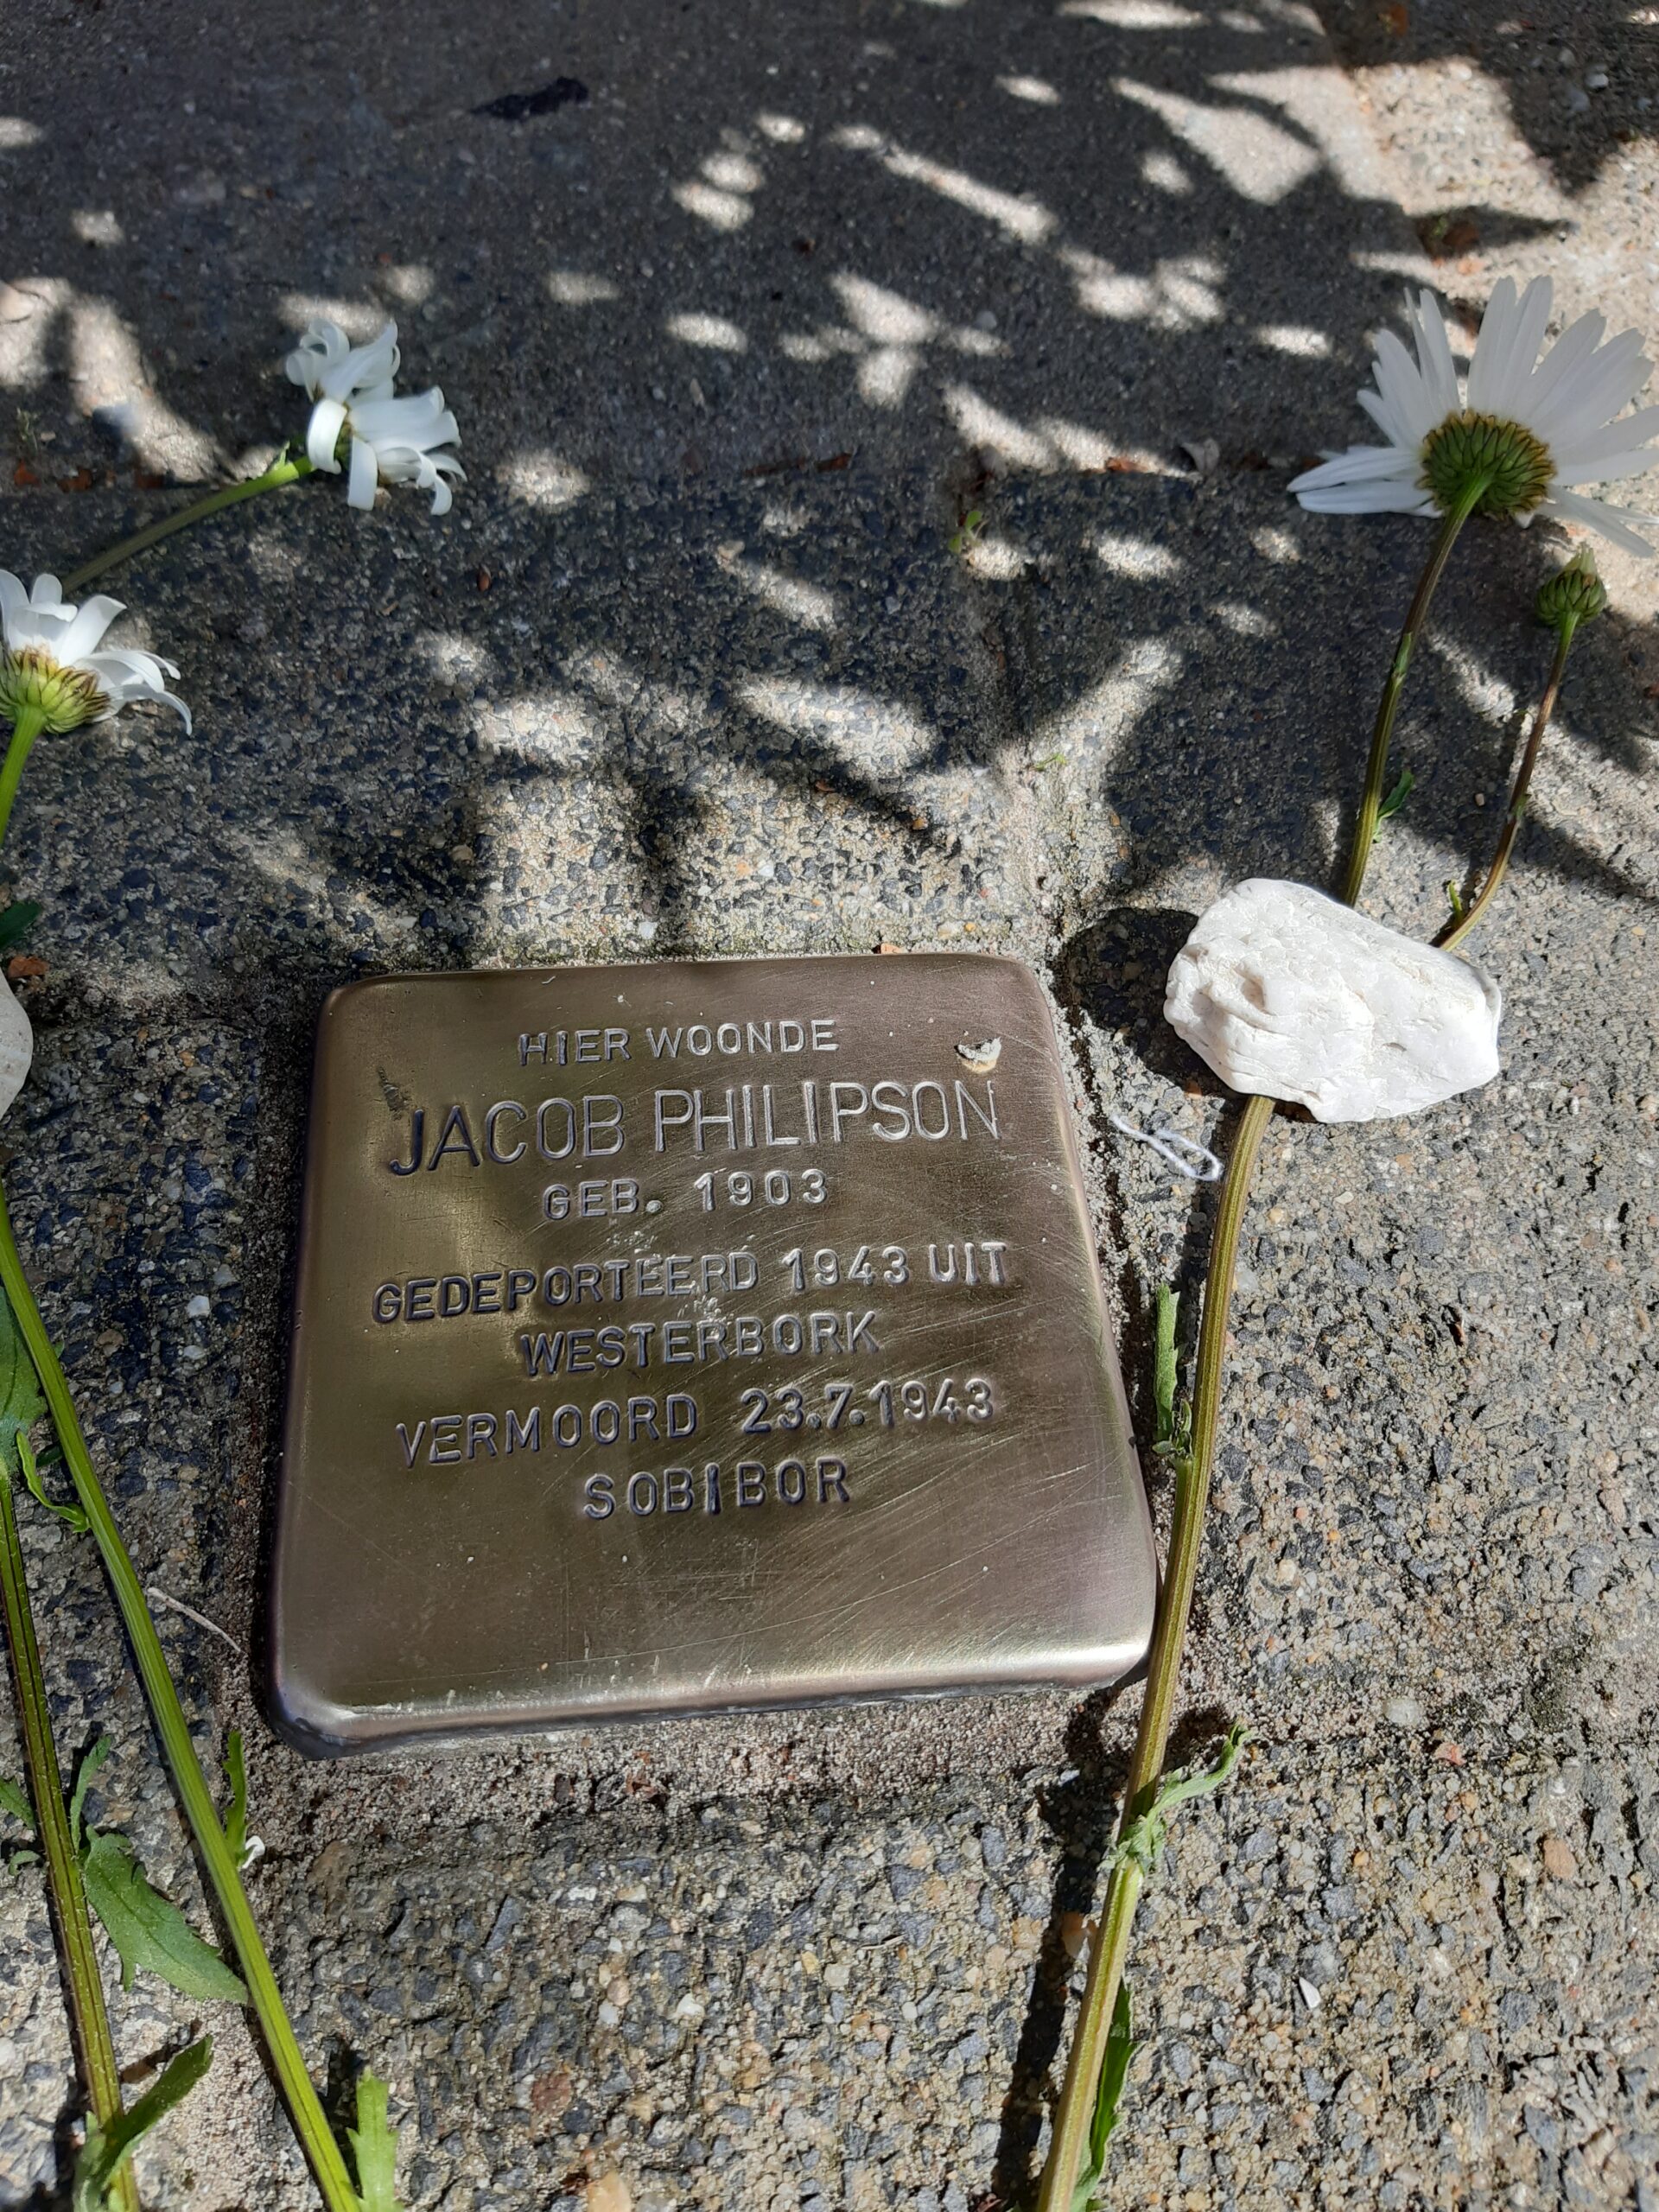 HIER WOONDE
JACOB PHILIPSON
GEB. 1903
GEDEPORTEERD 1943 UIT
WESTERBORK
VERMOORD 23.7.1943
SOBIBOR